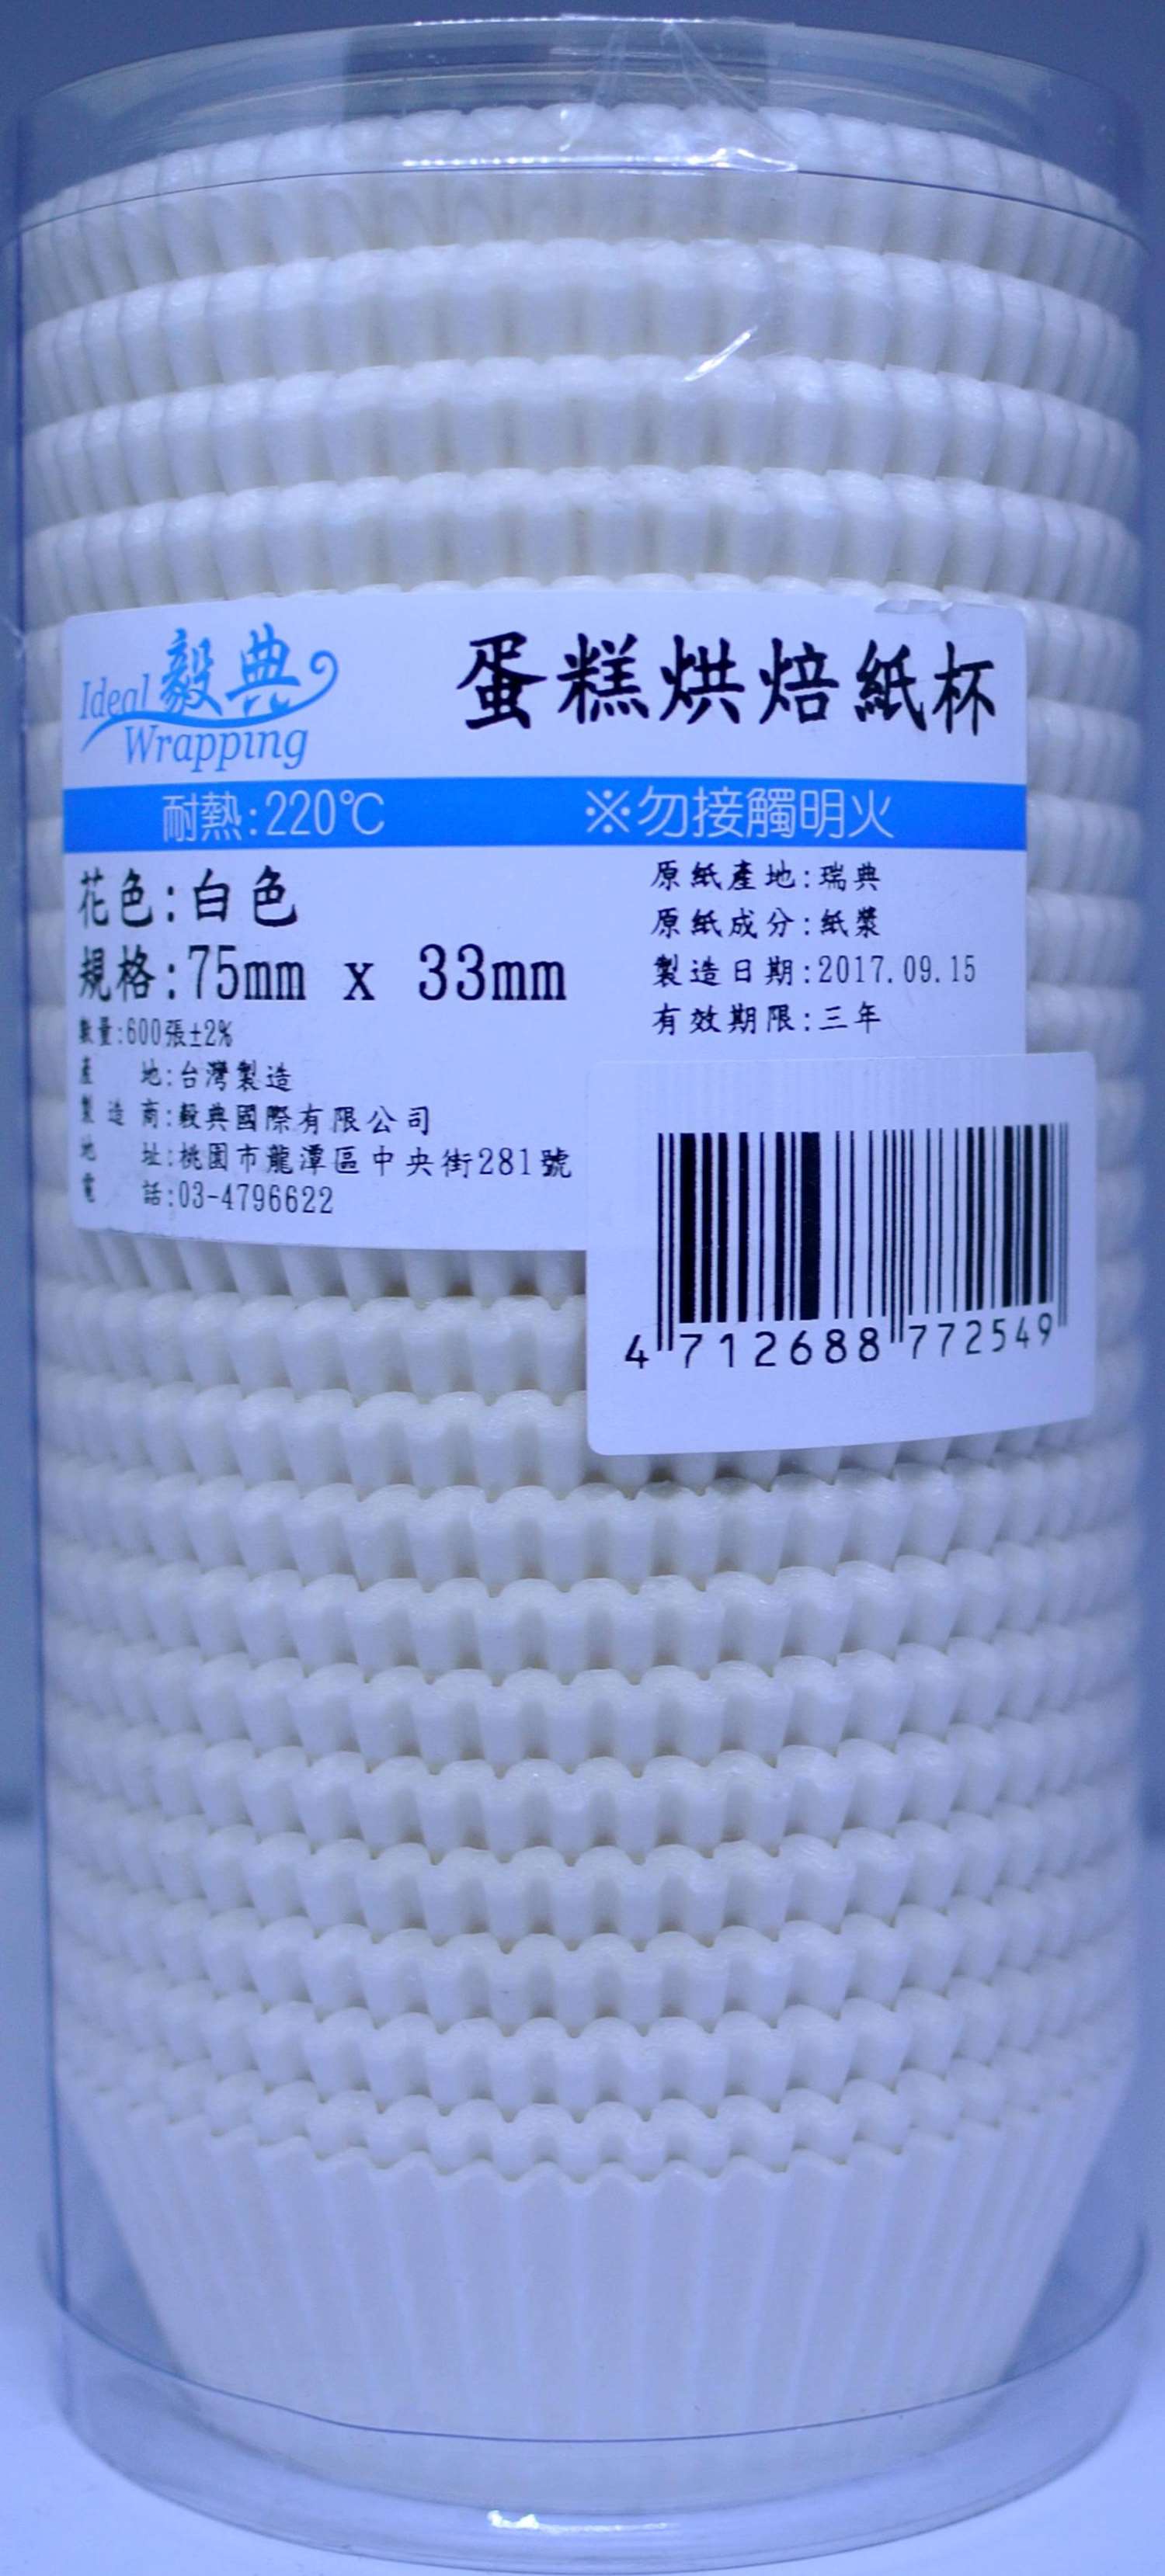 Ideal 毅典
Wrapping
蛋糕烘焙紙杯
耐熱:220℃
※勿接觸明火
花色:白色
規格:75mm x 33mm
數量:600張±2%
產 地:台灣製造
製造商:毅典國際有限公司
地 址:桃園市龍潭區中央街281號
電 話:03-4796622
原紙產地:瑞典
原紙成分:紙漿
製造日期:2017.09.15
有效期限:三年
4 712688 772549